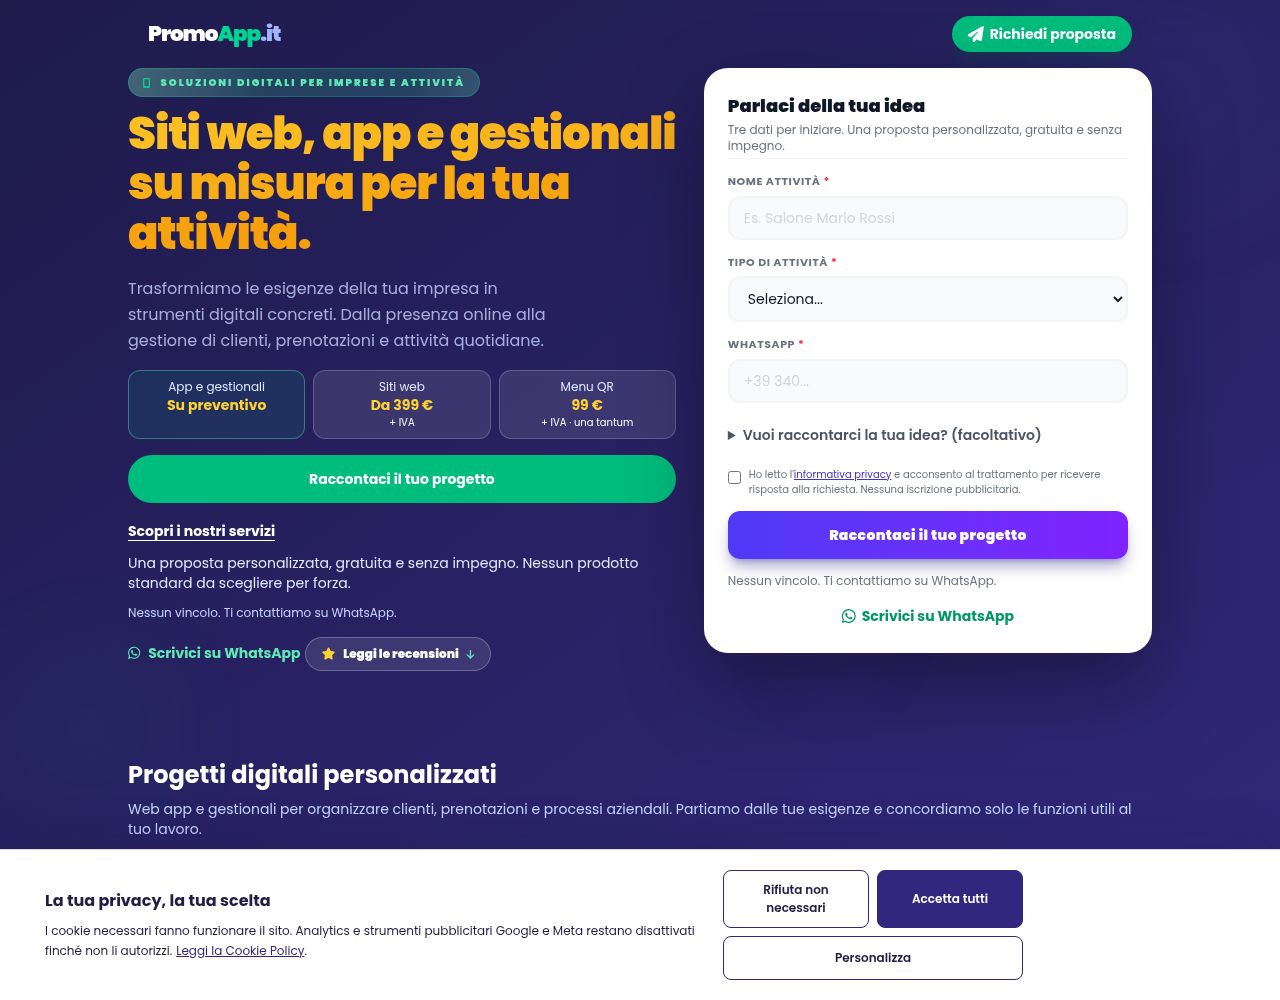 PromoApp.it
Richiedi proposta
SOLUZIONI DIGITALI PER IMPRESE E ATTIVITÀ
Siti web, app e gestionali
su misura per la tua
attività.
Trasformiamo le esigenze della tua impresa in
strumenti digitali concreti. Dalla presenza online alla
gestione di clienti, prenotazioni e attività quotidiane.
App e gestionali
Su preventivo
Siti web
Da 399 €
+ IVA
Menu QR
99 €
+ IVA · una tantum
Raccontaci il tuo progetto
Scopri i nostri servizi
Una proposta personalizzata, gratuita e senza impegno. Nessun prodotto
standard da scegliere per forza.
Nessun vincolo. Ti contattiamo su WhatsApp.
Scrivici su WhatsApp
Leggi le recensioni ↓
Parlaci della tua idea
Tre dati per iniziare. Una proposta personalizzata, gratuita e senza
impegno.
NOME ATTIVITÀ *
Es. Salone Mario Rossi
TIPO DI ATTIVITÀ *
Seleziona...
WHATSAPP *
+39 340...
Vuoi raccontarci la tua idea? (facoltativo)
Ho letto l'informativa privacy e acconsento al trattamento per ricevere
risposta alla richiesta. Nessuna iscrizione pubblicitaria.
Raccontaci il tuo progetto
Nessun vincolo. Ti contattiamo su WhatsApp.
Scrivici su WhatsApp
Progetti digitali personalizzati
Web app e gestionali per organizzare clienti, prenotazioni e processi aziendali. Partiamo dalle tue esigenze e concordiamo solo le funzioni utili al
tuo lavoro.
La tua privacy, la tua scelta
I cookie necessari fanno funzionare il sito. Analytics e strumenti pubblicitari Google e Meta restano disattivati
finché non li autorizzi. Leggi la Cookie Policy.
Rifiuta non
necessari
Accetta tutti
Personalizza